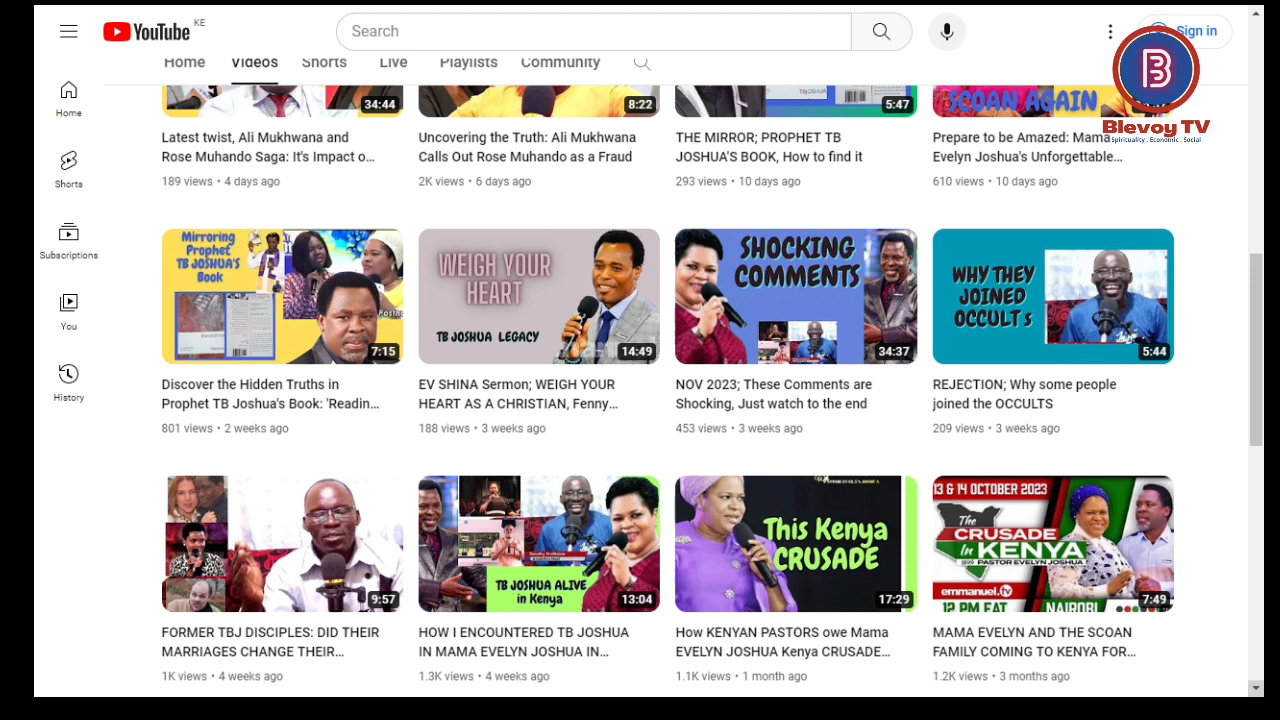 YouTube KE
Search
Sign in
Home Videos Shorts Live Playlists Community
Home
Shorts
Subscriptions
You
History
Blevoy TV
Spirituality . Economic . Social
34:44
8:22
5:47
SCOAN AGAIN
Latest twist, Ali Mukhwana and
Rose Muhando Saga: It's Impact o...
189 views • 4 days ago
Uncovering the Truth: Ali Mukhwana
Calls Out Rose Muhando as a Fraud
2K views • 6 days ago
THE MIRROR; PROPHET TB
JOSHUA'S BOOK, How to find it
293 views • 10 days ago
Prepare to be Amazed: Mama
Evelyn Joshua's Unforgettable...
610 views • 10 days ago
Mirroring
Prophet
TB JOSHUA'S
Book
7:15
WEIGH YOUR
HEART
TB JOSHUA LEGACY
14:49
SHOCKING
COMMENTS
34:37
WHY THEY
JOINED
OCCULT s
5:44
Discover the Hidden Truths in
Prophet TB Joshua's Book: 'Readin...
801 views • 2 weeks ago
EV SHINA Sermon; WEIGH YOUR
HEART AS A CHRISTIAN, Fenny...
188 views • 3 weeks ago
NOV 2023; These Comments are
Shocking, Just watch to the end
453 views • 3 weeks ago
REJECTION; Why some people
joined the OCCULTS
209 views • 3 weeks ago
9:57
TB JOSHUA ALIVE
in Kenya
13:04
This Kenya
CRUSADE
17:29
13 & 14 OCTOBER 2023
The
CRUSADE
In KENYA
PASTOR EVELYN JOSHUA
emmanuel.tv
12 PM EAT NAIROBI
7:49
FORMER TBJ DISCIPLES: DID THEIR
MARRIAGES CHANGE THEIR...
1K views • 4 weeks ago
HOW I ENCOUNTERED TB JOSHUA
IN MAMA EVELYN JOSHUA IN...
1.3K views • 4 weeks ago
How KENYAN PASTORS owe Mama
EVELYN JOSHUA Kenya CRUSADE...
1.1K views • 1 month ago
MAMA EVELYN AND THE SCOAN
FAMILY COMING TO KENYA FOR...
1.2K views • 3 months ago